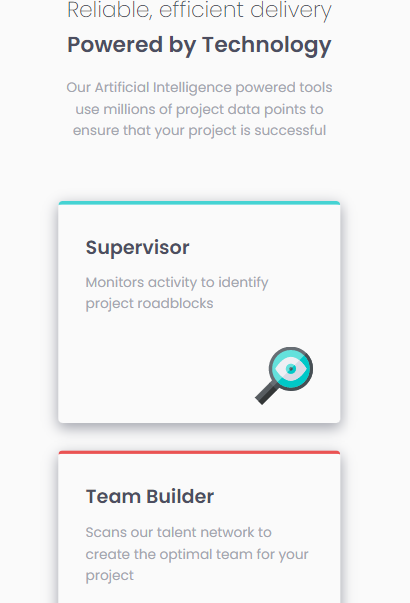 Reliable, efficient delivery
Powered by Technology
Our Artificial Intelligence powered tools
use millions of project data points to
ensure that your project is successful
Supervisor
Monitors activity to identify
project roadblocks
Team Builder
Scans our talent network to
create the optimal team for your
project